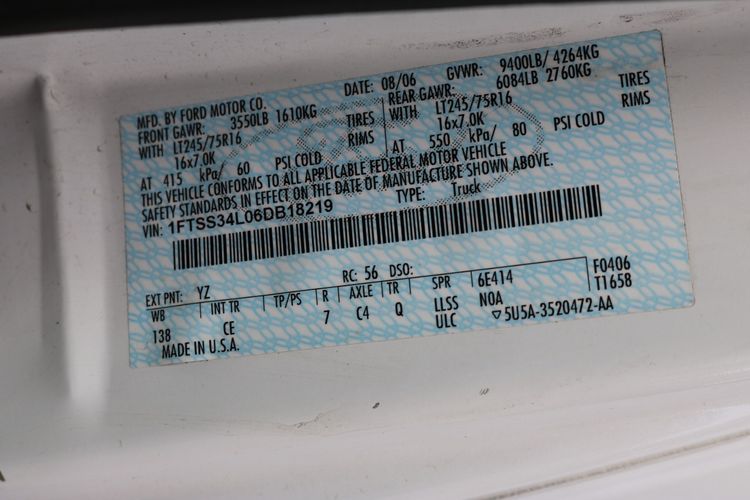 MFD. BY FORD MOTOR CO. DATE: 08/06 GVWR: 9400LB/ 4264KG
FRONT GAWR: 3550LB 1610KG REAR GAWR: 6084LB 2760KG
WITH LT245/75R16 TIRES WITH LT245/75R16 TIRES
16x7.0K RIMS 16x7.0K RIMS
AT 415 kPa/ 60 PSI COLD AT 550 kPa/ 80 PSI COLD
THIS VEHICLE CONFORMS TO ALL APPLICABLE FEDERAL MOTOR VEHICLE
SAFETY STANDARDS IN EFFECT ON THE DATE OF MANUFACTURE SHOWN ABOVE.
VIN: 1FTSS34L06DB18219 TYPE: Truck
EXT PNT: YZ RC: 56 DSO:
WB INT TR TP/PS R AXLE TR SPR 6E414 F0406
138 CE 7 C4 Q LLSS NOA T1658
ULC ▽5U5A-3520472-AA
MADE IN U.S.A.